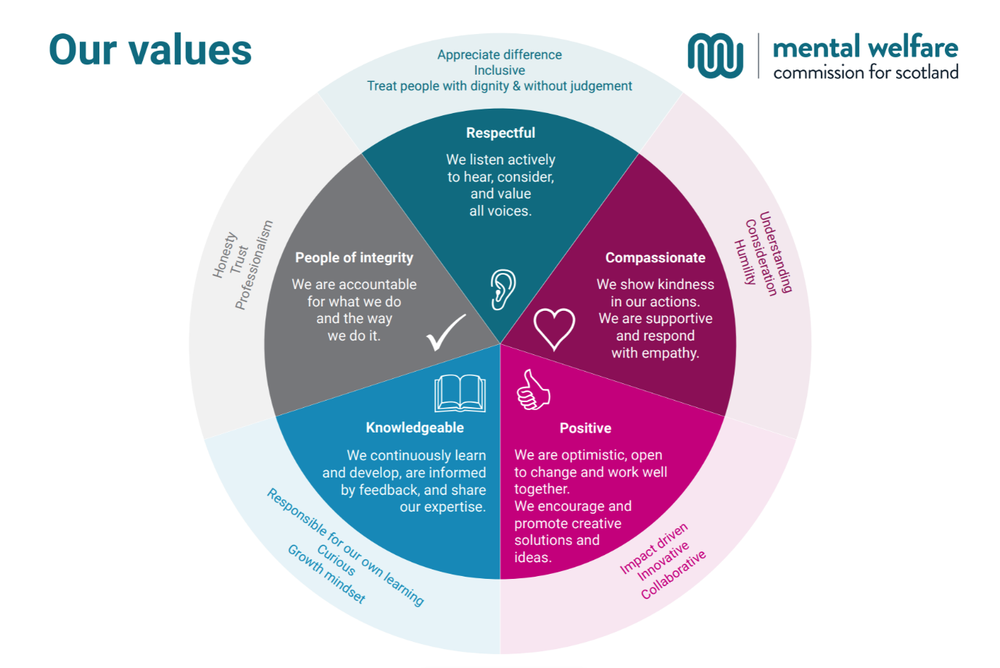 Our values
mental welfare
commission for scotland
Appreciate difference
Inclusive
Treat people with dignity & without judgement
Respectful
We listen actively
to hear, consider,
and value
all voices.
Understanding
Consideration
Humility
Compassionate
We show kindness
in our actions.
We are supportive
and respond
with empathy.
Positive
We are optimistic, open
to change and work well
together.
We encourage and
promote creative
solutions and
ideas.
Impact driven
Innovative
Collaborative
Knowledgeable
We continuously learn
and develop, are informed
by feedback, and share
our expertise.
Responsible for our own learning
Curious
Growth mindset
People of integrity
We are accountable
for what we do
and the way
we do it.
Honesty
Trust
Professionalism